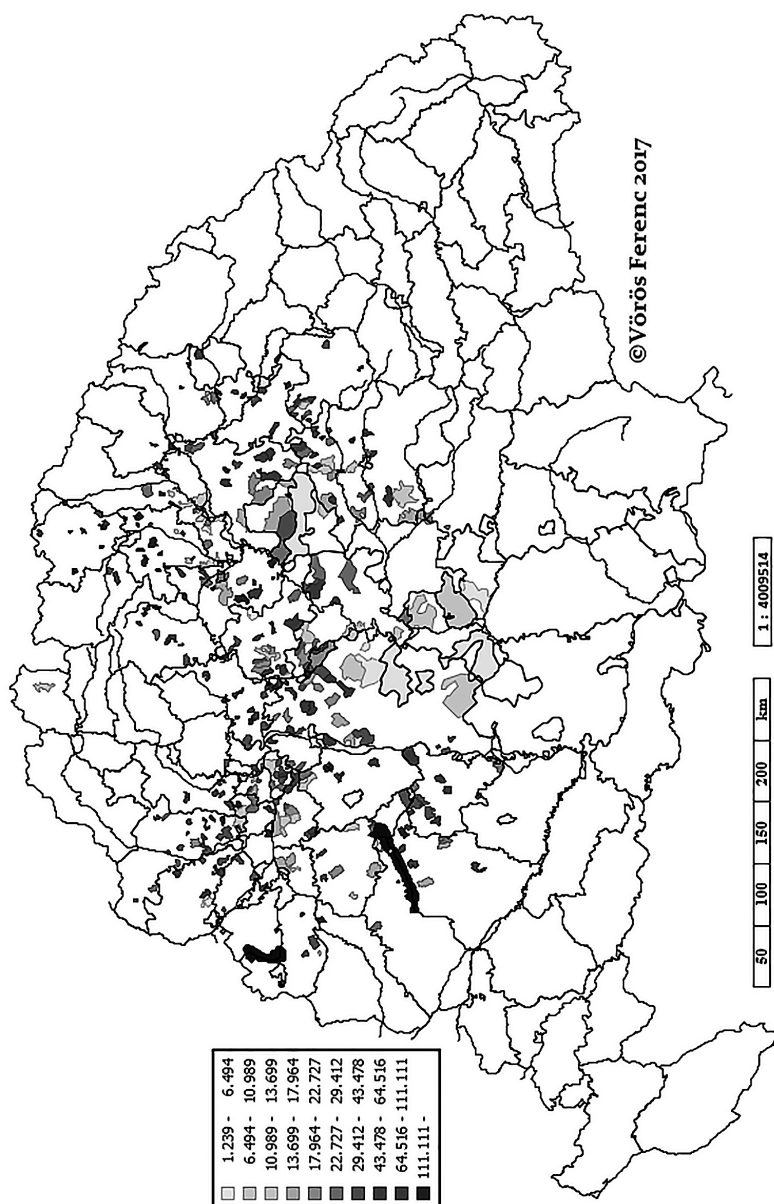 1.239 - 6.494
6.494 - 10.989
10.989 - 13.699
13.699 - 17.964
17.964 - 22.727
22.727 - 29.412
29.412 - 43.478
43.478 - 64.516
64.516 - 111.111
111.111 -
50 100 150 200 km
1 : 4009514
©Vörös Ferenc 2017